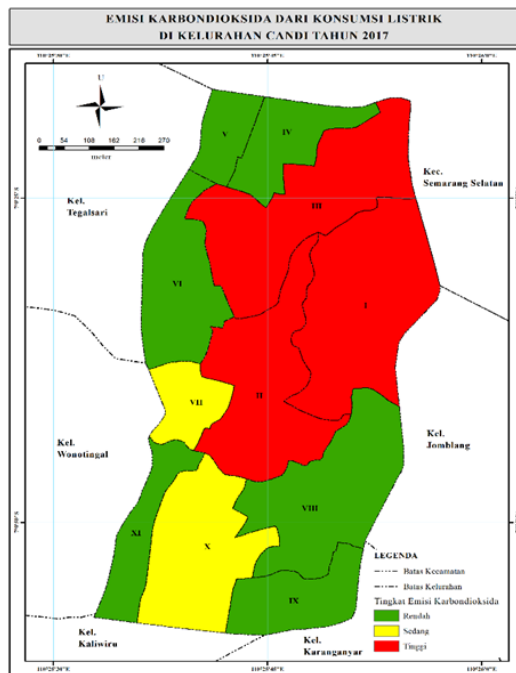 EMISI KARBONDIOKSIDA DARI KONSUMSI LISTRIK
DI KELURAHAN CANDI TAHUN 2017
U
0 54 108 162 216 270
meter
V
IV
Kec.
Semarang Selatan
Kel.
Tegalsari
III
VI
I
VII
II
Kel.
Wonotingal
Kel.
Jomblang
VIII
XI
X
IX
LEGENDA
Batas Kecamatan
Batas Kelurahan
Tingkat Emisi Karbondioksida
Rendah
Sedang
Tinggi
Kel.
Kaliwiru
Kel.
Karanganyar